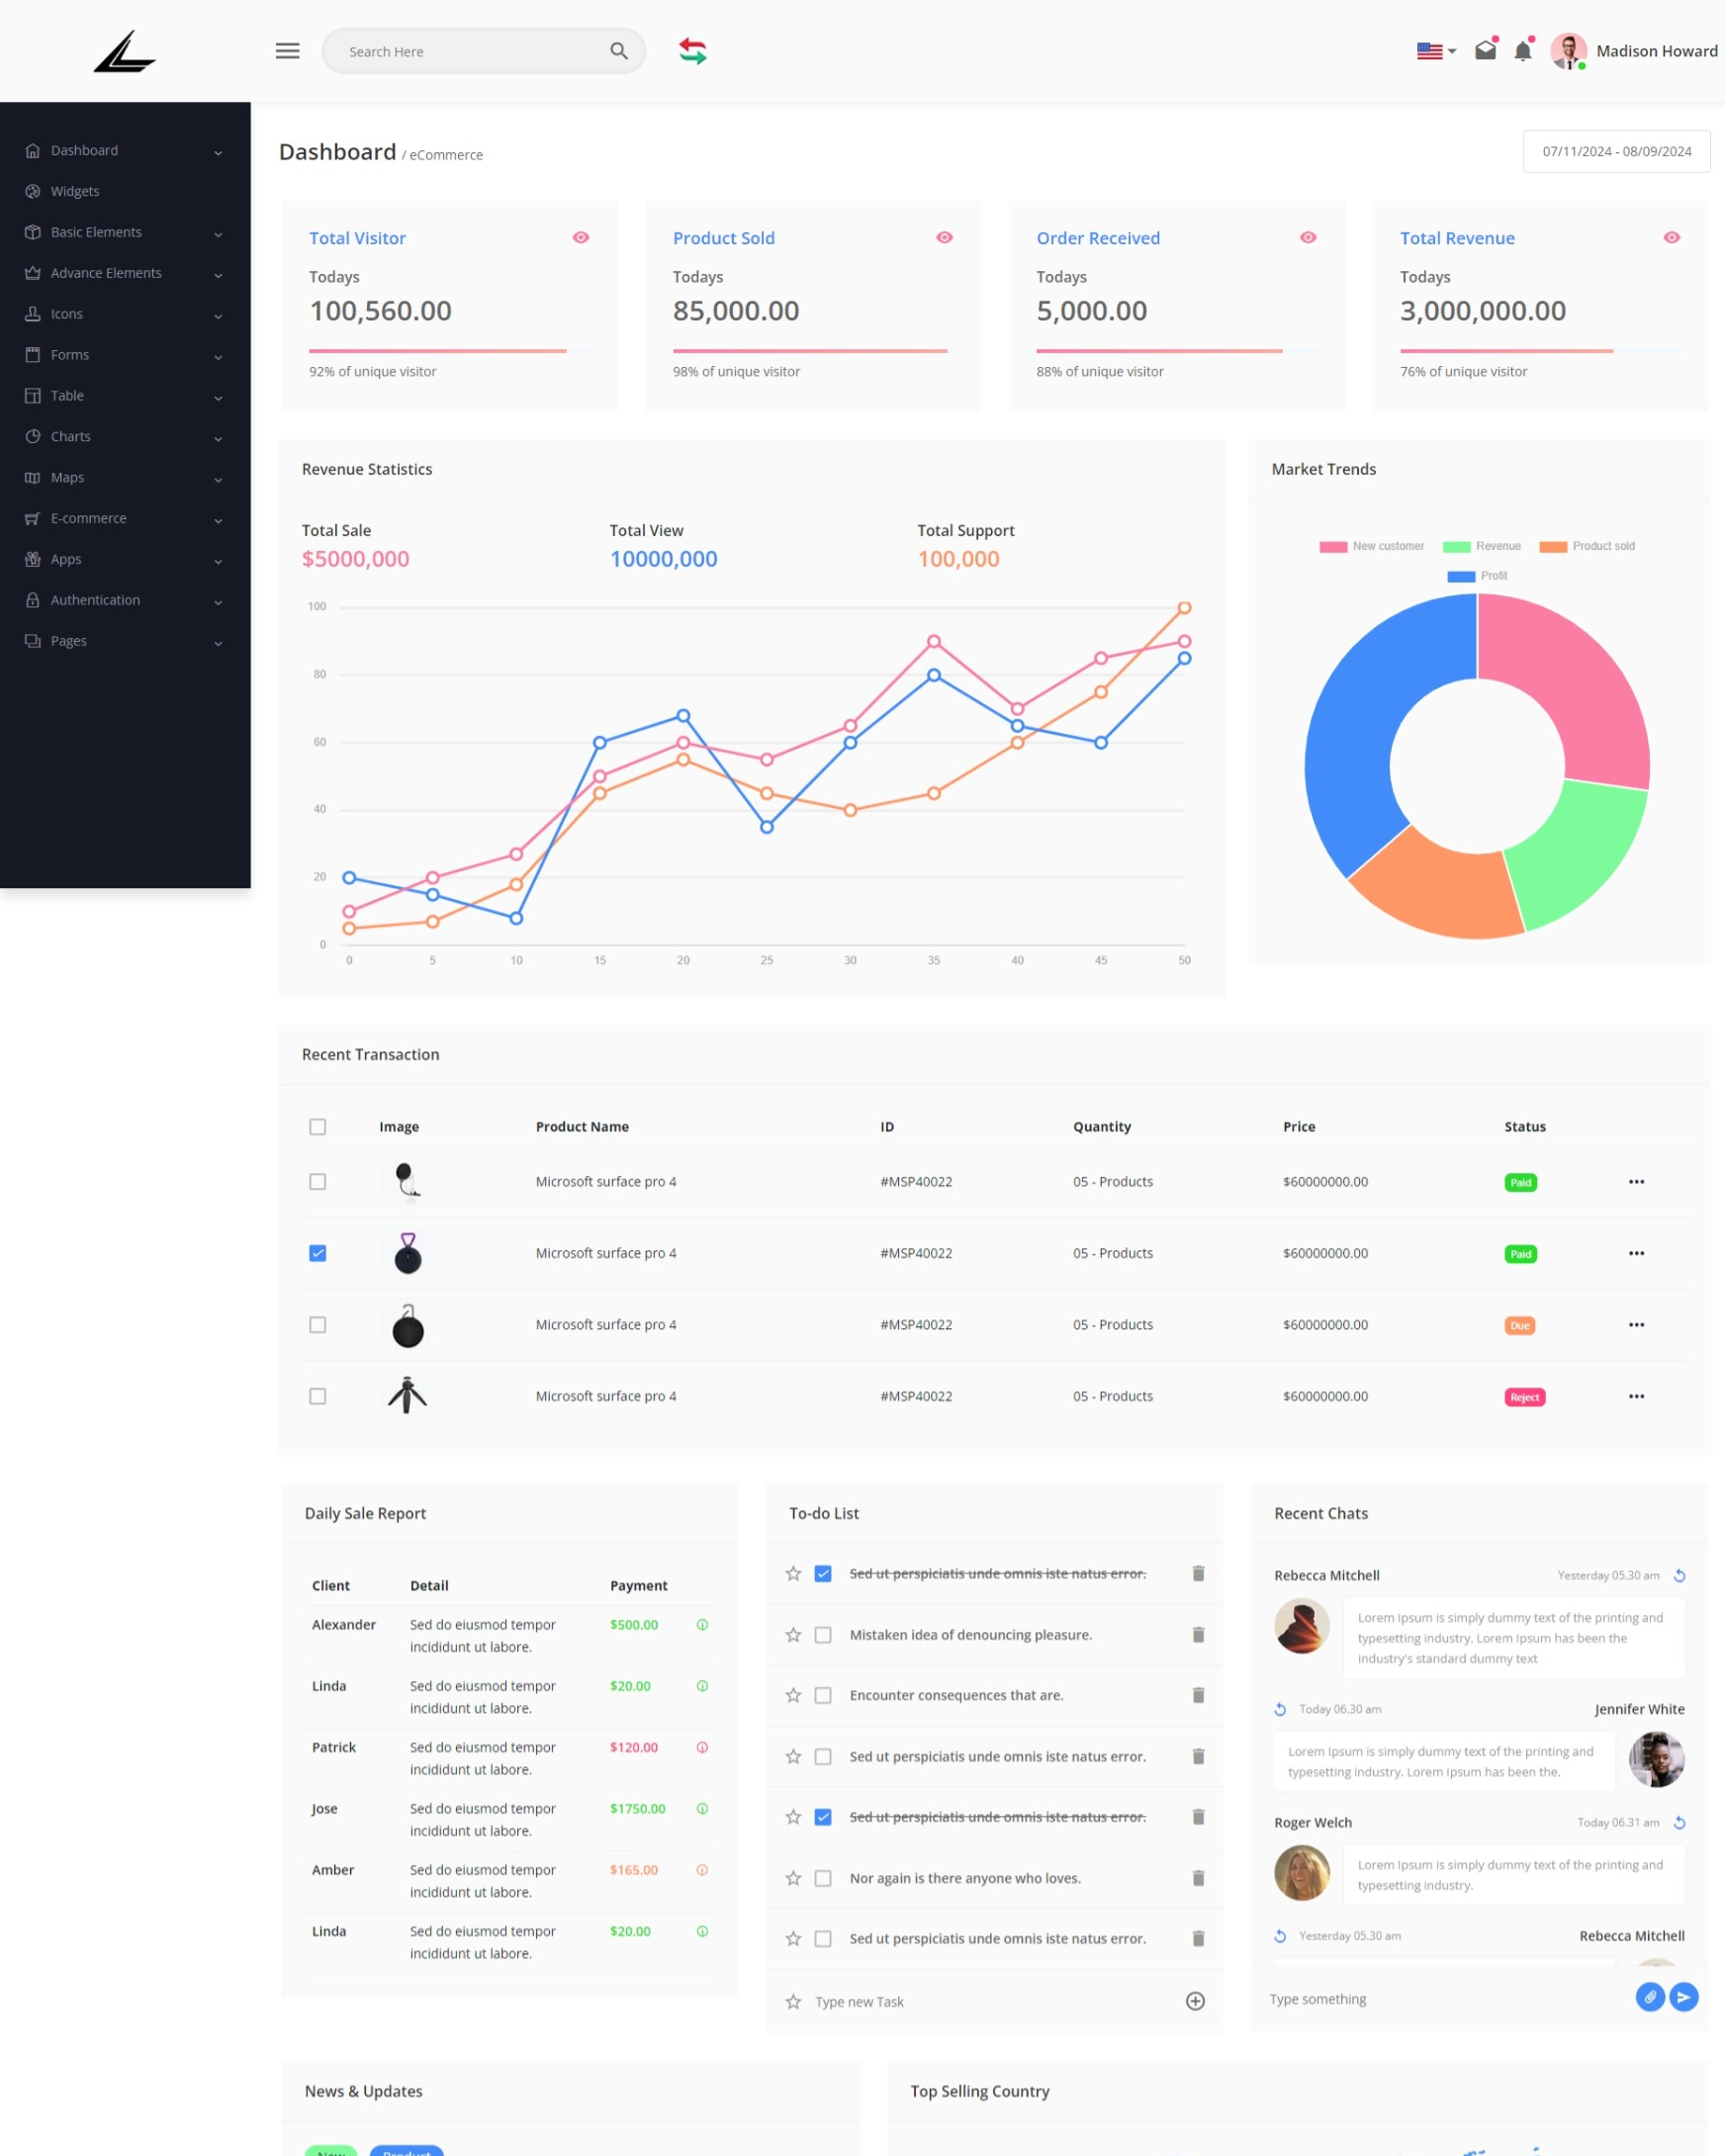 Search Here
Madison Howard
Dashboard
Widgets
Basic Elements
Advance Elements
Icons
Forms
Table
Charts
Maps
E-commerce
Apps
Authentication
Pages
Dashboard / eCommerce
07/11/2024 - 08/09/2024
Total Visitor
Todays
100,560.00
92% of unique visitor
Product Sold
Todays
85,000.00
98% of unique visitor
Order Received
Todays
5,000.00
88% of unique visitor
Total Revenue
Todays
3,000,000.00
76% of unique visitor
Revenue Statistics
Total Sale
$5000,000
Total View
10000,000
Total Support
100,000
100
80
60
40
20
0
0 5 10 15 20 25 30 35 40 45 50
Market Trends
New customer Revenue Product sold
Profit
Recent Transaction
Image Product Name ID Quantity Price Status
Microsoft surface pro 4 #MSP40022 05 - Products $60000000.00 Paid
Microsoft surface pro 4 #MSP40022 05 - Products $60000000.00 Paid
Microsoft surface pro 4 #MSP40022 05 - Products $60000000.00 Due
Microsoft surface pro 4 #MSP40022 05 - Products $60000000.00 Reject
Daily Sale Report
Client Detail Payment
Alexander Sed do eiusmod tempor $500.00
incididunt ut labore.
Linda Sed do eiusmod tempor $20.00
incididunt ut labore.
Patrick Sed do eiusmod tempor $120.00
incididunt ut labore.
Jose Sed do eiusmod tempor $1750.00
incididunt ut labore.
Amber Sed do eiusmod tempor $165.00
incididunt ut labore.
Linda Sed do eiusmod tempor $20.00
incididunt ut labore.
To-do List
Sed ut perspiciatis unde omnis iste natus error.
Mistaken idea of denouncing pleasure.
Encounter consequences that are.
Sed ut perspiciatis unde omnis iste natus error.
Sed ut perspiciatis unde omnis iste natus error.
Nor again is there anyone who loves.
Sed ut perspiciatis unde omnis iste natus error.
Type new Task
Recent Chats
Rebecca Mitchell Yesterday 05.30 am
Lorem Ipsum is simply dummy text of the printing and
typesetting industry. Lorem Ipsum has been the
industry's standard dummy text
Today 06.30 am Jennifer White
Lorem Ipsum is simply dummy text of the printing and
typesetting industry. Lorem Ipsum has been the.
Roger Welch Today 06.31 am
Lorem Ipsum is simply dummy text of the printing and
typesetting industry.
Yesterday 05.30 am Rebecca Mitchell
Type something
News & Updates
New Product
Top Selling Country